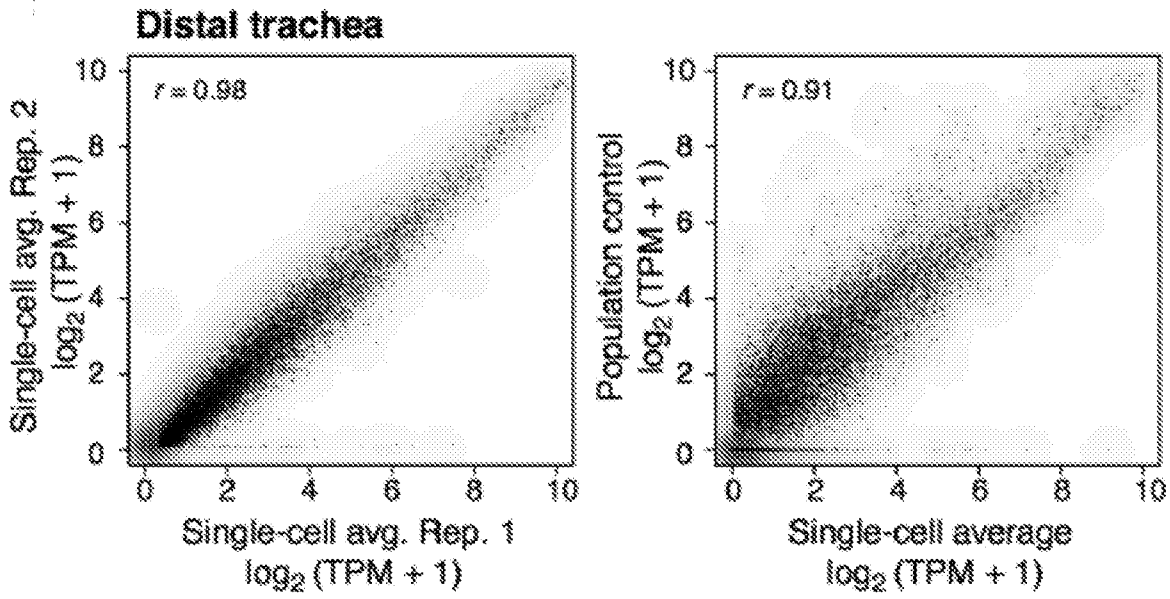 Distal trachea
Single-cell avg. Rep. 2
log₂ (TPM + 1)
10
8
6
4
2
0
r = 0.98
0 2 4 6 8 10
Single-cell avg. Rep. 1
log₂ (TPM + 1)
Population control
log₂ (TPM + 1)
10
8
6
4
2
0
r = 0.91
0 2 4 6 8 10
Single-cell average
log₂ (TPM + 1)